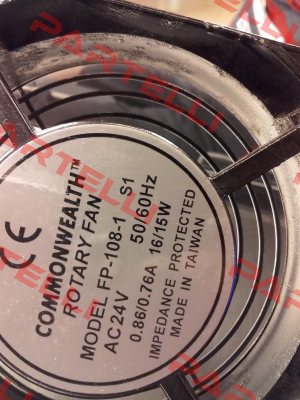 CE
COMMONWEALTH™
ROTARY FAN
MODEL FP-108-1 S1
AC24V 50/60Hz
0.86/0.76A 16/15W
IMPEDANCE PROTECTED
MADE IN TAIWAN
PARTELLI
PARTELLI
PARTELLI
PARTELLI